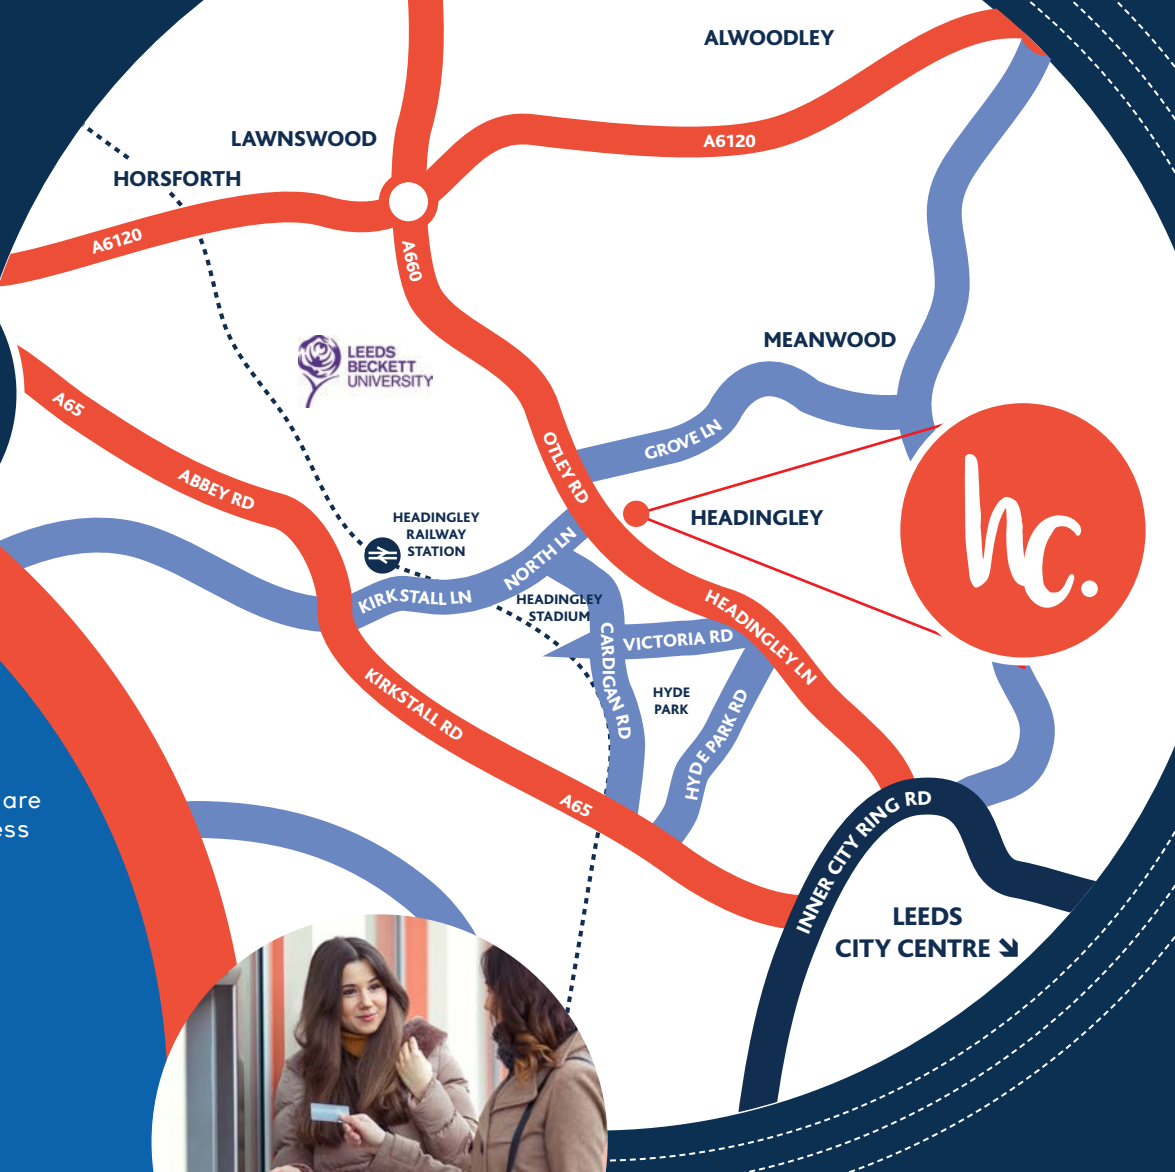 ALWOODLEY
LAWNSWOOD
A6120
HORSFORTH
A6120
A660
MEANWOOD
LEEDS
BECKETT
UNIVERSITY
A65
GROVE LN
OTLEY RD
ABBEY RD
HEADINGLEY
hc.
HEADINGLEY
RAILWAY
STATION
NORTH LN
KIRKSTALL LN
HEADINGLEY
STADIUM
HEADINGLEY LN
VICTORIA RD
CARDIGAN RD
KIRKSTALL RD
HYDE
PARK
HYDE PARK RD
are
ess
A65
INNER CITY RING RD
LEEDS
CITY CENTRE